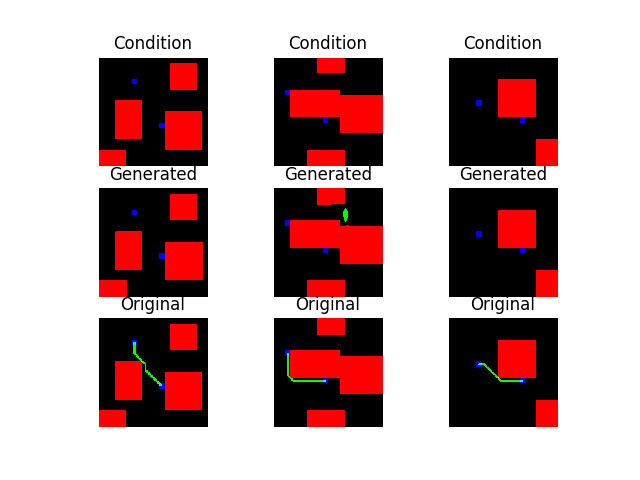 Condition Condition Condition
Generated Generated Generated
Original Original Original